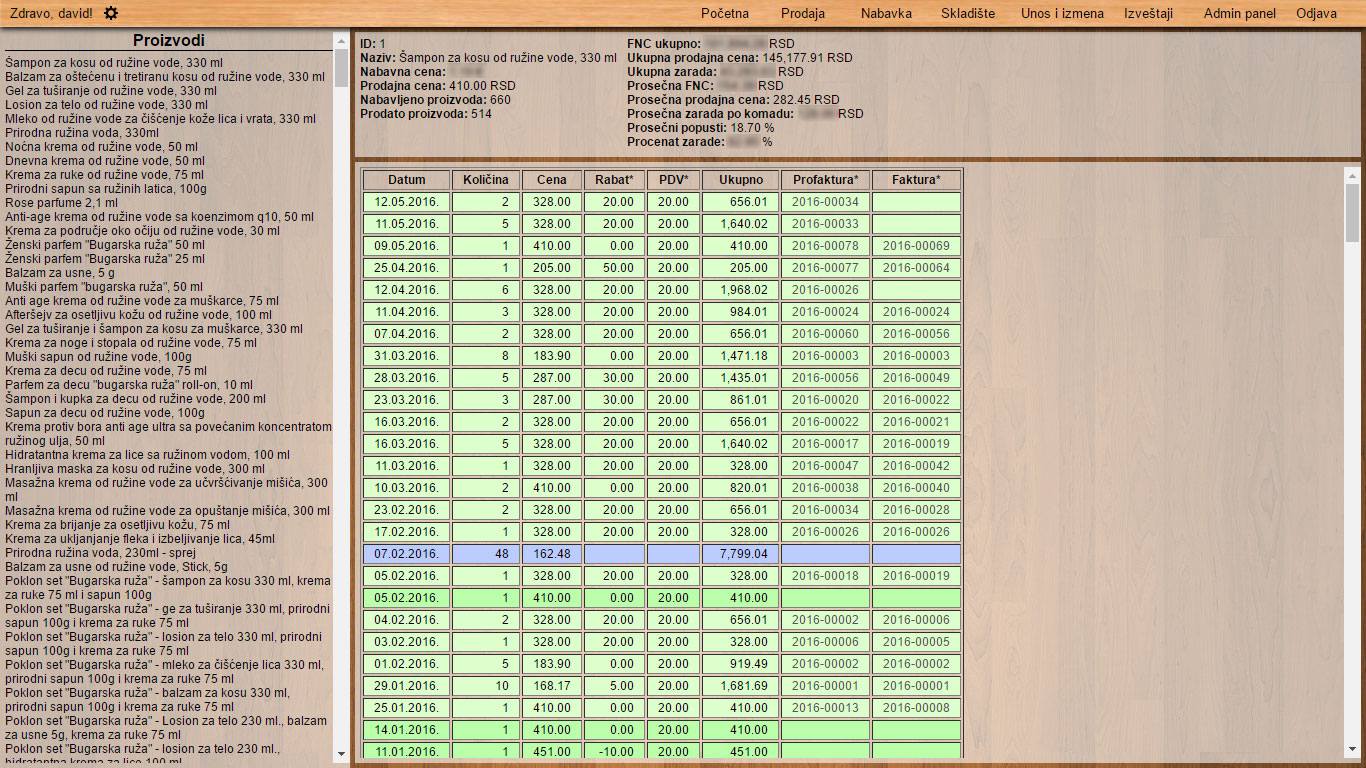 Zdravo, david!
Početna Prodaja Nabavka Skladište Unos i izmena Izveštaji Admin panel Odjava
Proizvodi
Šampon za kosu od ružine vode, 330 ml
Balzam za oštećenu i tretiranu kosu od ružine vode, 330 ml
Gel za tuširanje od ružine vode, 330 ml
Losion za telo od ružine vode, 330 ml
Mleko od ružine vode za čišćenje kože lica i vrata, 330 ml
Prirodna ružina voda, 330ml
Noćna krema od ružine vode, 50 ml
Dnevna krema od ružine vode, 50 ml
Krema za ruke od ružine vode, 75 ml
Prirodni sapun sa ružinih latica, 100g
Rose parfume 2,1 ml
Anti-age krema od ružine vode sa koenzimom q10, 50 ml
Krema za područje oko očiju od ružine vode, 30 ml
Ženski parfem "Bugarska ruža" 50 ml
Ženski parfem "Bugarska ruža" 25 ml
Balzam za usne, 5 g
Muški parfem "bugarska ruža", 50 ml
Anti age krema od ružine vode za muškarce, 75 ml
Afteršejv za osetljivu kožu od ružine vode, 100 ml
Gel za tuširanje i šampon za kosu za muškarce, 330 ml
Krema za noge i stopala od ružine vode, 75 ml
Muški sapun od ružine vode, 100g
Krema za decu od ružine vode, 75 ml
Parfem za decu "bugarska ruža" roll-on, 10 ml
Šampon i kupka za decu od ružine vode, 200 ml
Sapun za decu od ružine vode, 100g
Krema protiv bora anti age ultra sa povećanim koncentratom
ružinog ulja, 50 ml
Hidratantna krema za lice sa ružinom vodom, 100 ml
Hranljiva maska za kosu od ružine vode, 300 ml
Masažna krema od ružine vode za učvršćivanje mišića, 300
ml
Masažna krema od ružine vode za opuštanje mišića, 300 ml
Krema za brijanje za osetljivu kožu, 75 ml
Krema za ukljanjanje fleka i izbeljivanje lica, 45ml
Prirodna ružina voda, 230ml - sprej
Balzam za usne od ružine vode, Stick, 5g
Poklon set "Bugarska ruža" - šampon za kosu 330 ml, krema
za ruke 75 ml i sapun 100g
Poklon set "Bugarska ruža" - ge za tuširanje 330 ml, prirodni
sapun 100g i krema za ruke 75 ml
Poklon set "Bugarska ruža" - losion za telo 330 ml, prirodni
sapun 100g i krema za ruke 75 ml
Poklon set "Bugarska ruža" - mleko za čišćenje lica 330 ml,
prirodni sapun 100g i krema za ruke 75 ml
Poklon set "Bugarska ruža" - balzam za kosu 330 ml,
prirodni sapun 100g i krema za ruke 75 ml
Poklon set "Bugarska ruža" - Losion za telo 230 ml., balzam
za usne 5g, krema za ruke 75 ml
Poklon set "Bugarska ruža" - losion za telo 230 ml.,
hidratantna krema za lice 100 ml
ID: 1
Naziv: Šampon za kosu od ružine vode, 330 ml
Nabavna cena:
Prodajna cena: 410.00 RSD
Nabavljeno proizvoda: 660
Prodato proizvoda: 514
FNC ukupno: RSD
Ukupna prodajna cena: 145,177.91 RSD
Ukupna zarada: RSD
Prosečna FNC: RSD
Prosečna prodajna cena: 282.45 RSD
Prosečna zarada po komadu: RSD
Prosečni popusti: 18.70 %
Procenat zarade: %
Datum Količina Cena Rabat* PDV* Ukupno Profaktura* Faktura*
12.05.2016. 2 328.00 20.00 20.00 656.01 2016-00034
11.05.2016. 5 328.00 20.00 20.00 1,640.02 2016-00033
09.05.2016. 1 410.00 0.00 20.00 410.00 2016-00078 2016-00069
25.04.2016. 1 205.00 50.00 20.00 205.00 2016-00077 2016-00064
12.04.2016. 6 328.00 20.00 20.00 1,968.02 2016-00026
11.04.2016. 3 328.00 20.00 20.00 984.01 2016-00024 2016-00024
07.04.2016. 2 328.00 20.00 20.00 656.01 2016-00060 2016-00056
31.03.2016. 8 183.90 0.00 20.00 1,471.18 2016-00003 2016-00003
28.03.2016. 5 287.00 30.00 20.00 1,435.01 2016-00056 2016-00049
23.03.2016. 3 287.00 30.00 20.00 861.01 2016-00020 2016-00022
16.03.2016. 2 328.00 20.00 20.00 656.01 2016-00022 2016-00021
16.03.2016. 5 328.00 20.00 20.00 1,640.02 2016-00017 2016-00019
11.03.2016. 1 328.00 20.00 20.00 328.00 2016-00047 2016-00042
10.03.2016. 2 410.00 0.00 20.00 820.01 2016-00038 2016-00040
23.02.2016. 2 328.00 20.00 20.00 656.01 2016-00034 2016-00028
17.02.2016. 1 328.00 20.00 20.00 328.00 2016-00026 2016-00026
07.02.2016. 48 162.48 7,799.04
05.02.2016. 1 328.00 20.00 20.00 328.00 2016-00018 2016-00019
05.02.2016. 1 410.00 0.00 20.00 410.00
04.02.2016. 2 328.00 20.00 20.00 656.01 2016-00002 2016-00006
03.02.2016. 1 328.00 20.00 20.00 328.00 2016-00006 2016-00005
01.02.2016. 5 183.90 0.00 20.00 919.49 2016-00002 2016-00002
29.01.2016. 10 168.17 5.00 20.00 1,681.69 2016-00001 2016-00001
25.01.2016. 1 410.00 0.00 20.00 410.00 2016-00013 2016-00008
14.01.2016. 1 410.00 0.00 20.00 410.00
11.01.2016. 1 451.00 -10.00 20.00 451.00